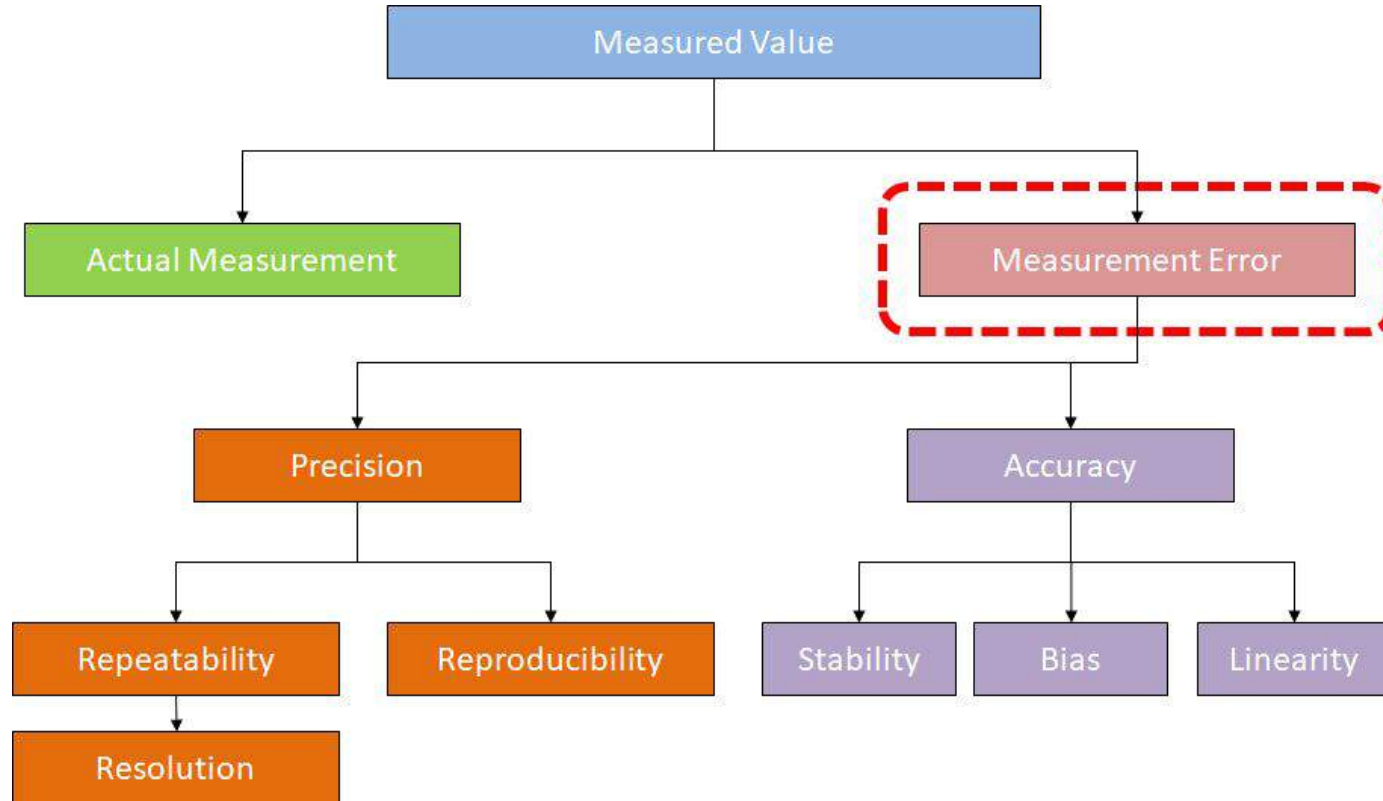 Measured Value
Actual Measurement
Measurement Error
Precision
Accuracy
Repeatability
Reproducibility
Stability
Bias
Linearity
Resolution